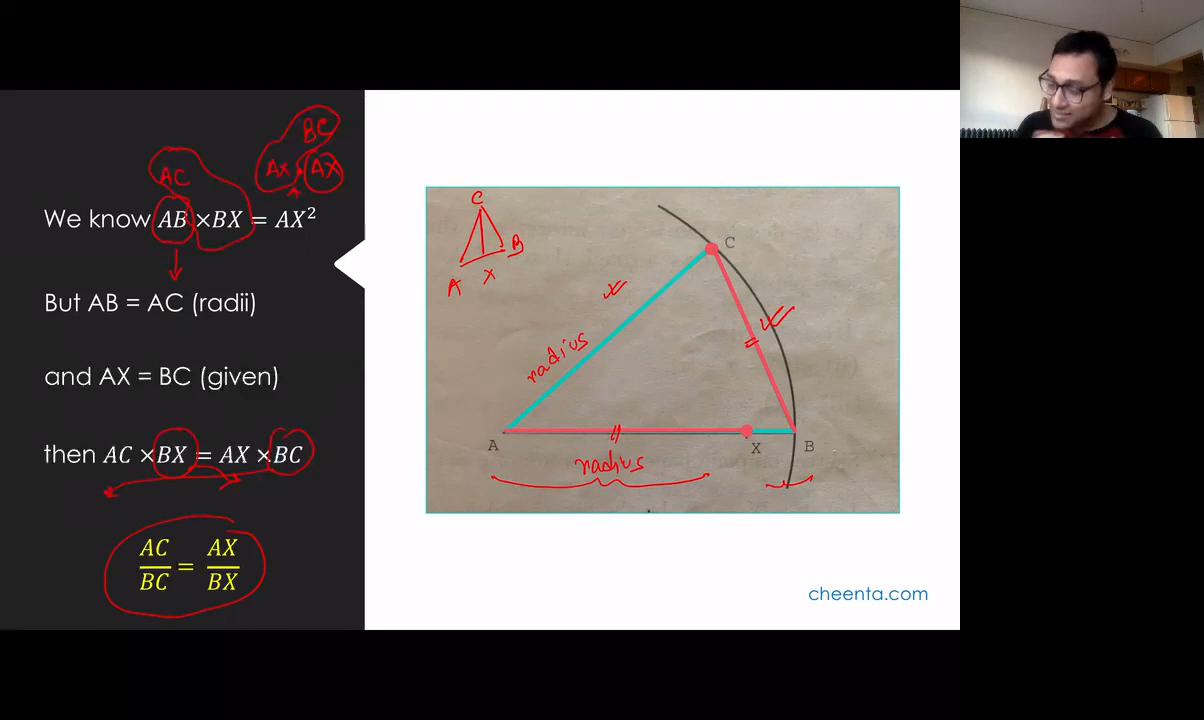 BC
AC
AX . AX
We know AB × BX = AX²
But AB = AC (radii)
and AX = BC (given)
then AC × BX = AX × BC
AC/BC = AX/BX
C
A X B
C
radius
A X B
radius
cheenta.com